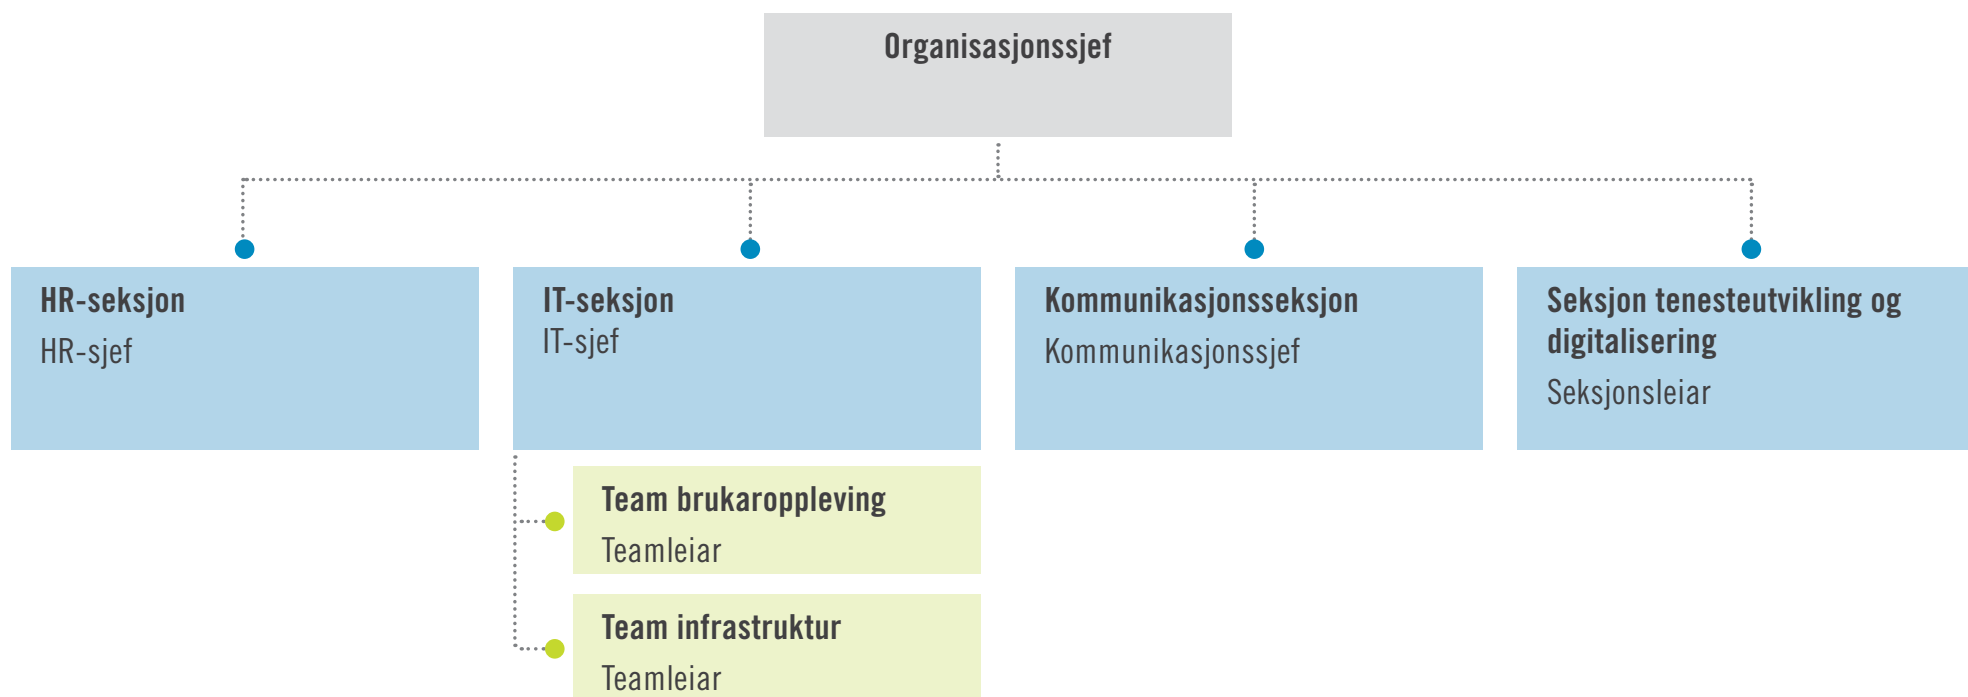 Organisasjonssjef
HR-seksjon
HR-sjef
IT-seksjon
IT-sjef
Kommunikasjonsseksjon
Kommunikasjonssjef
Seksjon tenesteutvikling og
digitalisering
Seksjonsleiar
Team brukaroppleving
Teamleiar
Team infrastruktur
Teamleiar